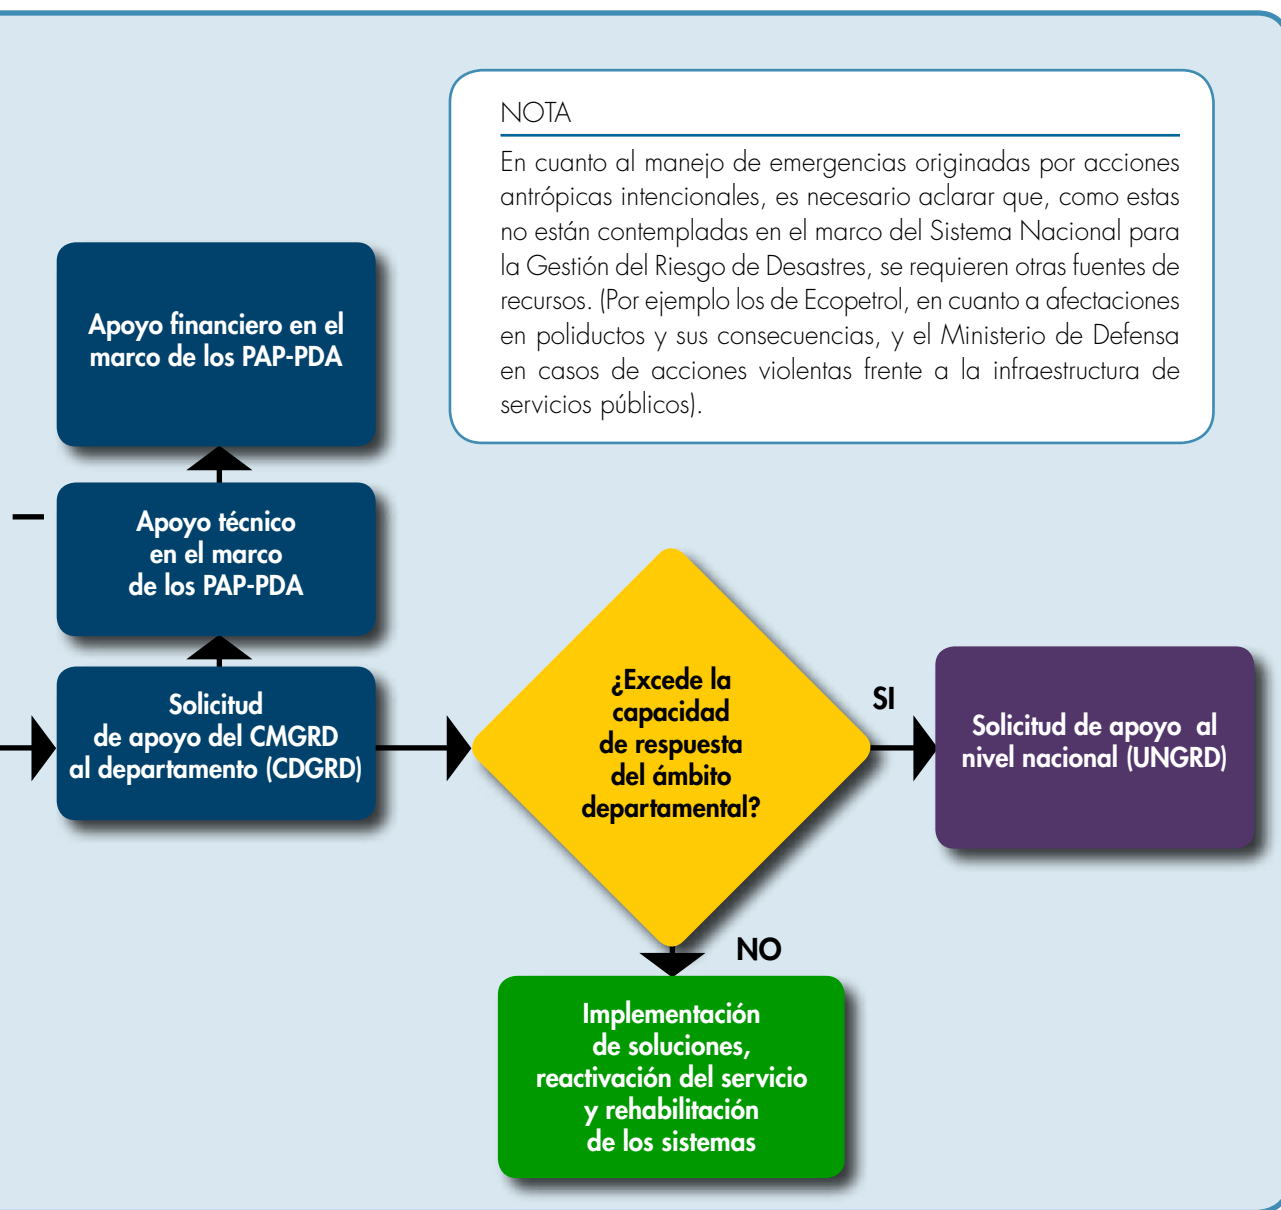 NOTA
En cuanto al manejo de emergencias originadas por acciones
antrópicas intencionales, es necesario aclarar que, como estas
no están contempladas en el marco del Sistema Nacional para
la Gestión del Riesgo de Desastres, se requieren otras fuentes de
recursos. (Por ejemplo los de Ecopetrol, en cuanto a afectaciones
en poliductos y sus consecuencias, y el Ministerio de Defensa
en casos de acciones violentas frente a la infraestructura de
servicios públicos).
Apoyo financiero en el
marco de los PAP-PDA
Apoyo técnico
en el marco
de los PAP-PDA
Solicitud
de apoyo del CMGRD
al departamento (CDGRD)
¿Excede la
capacidad
de respuesta
del ámbito
departamental?
SI
Solicitud de apoyo al
nivel nacional (UNGRD)
NO
Implementación
de soluciones,
reactivación del servicio
y rehabilitación
de los sistemas